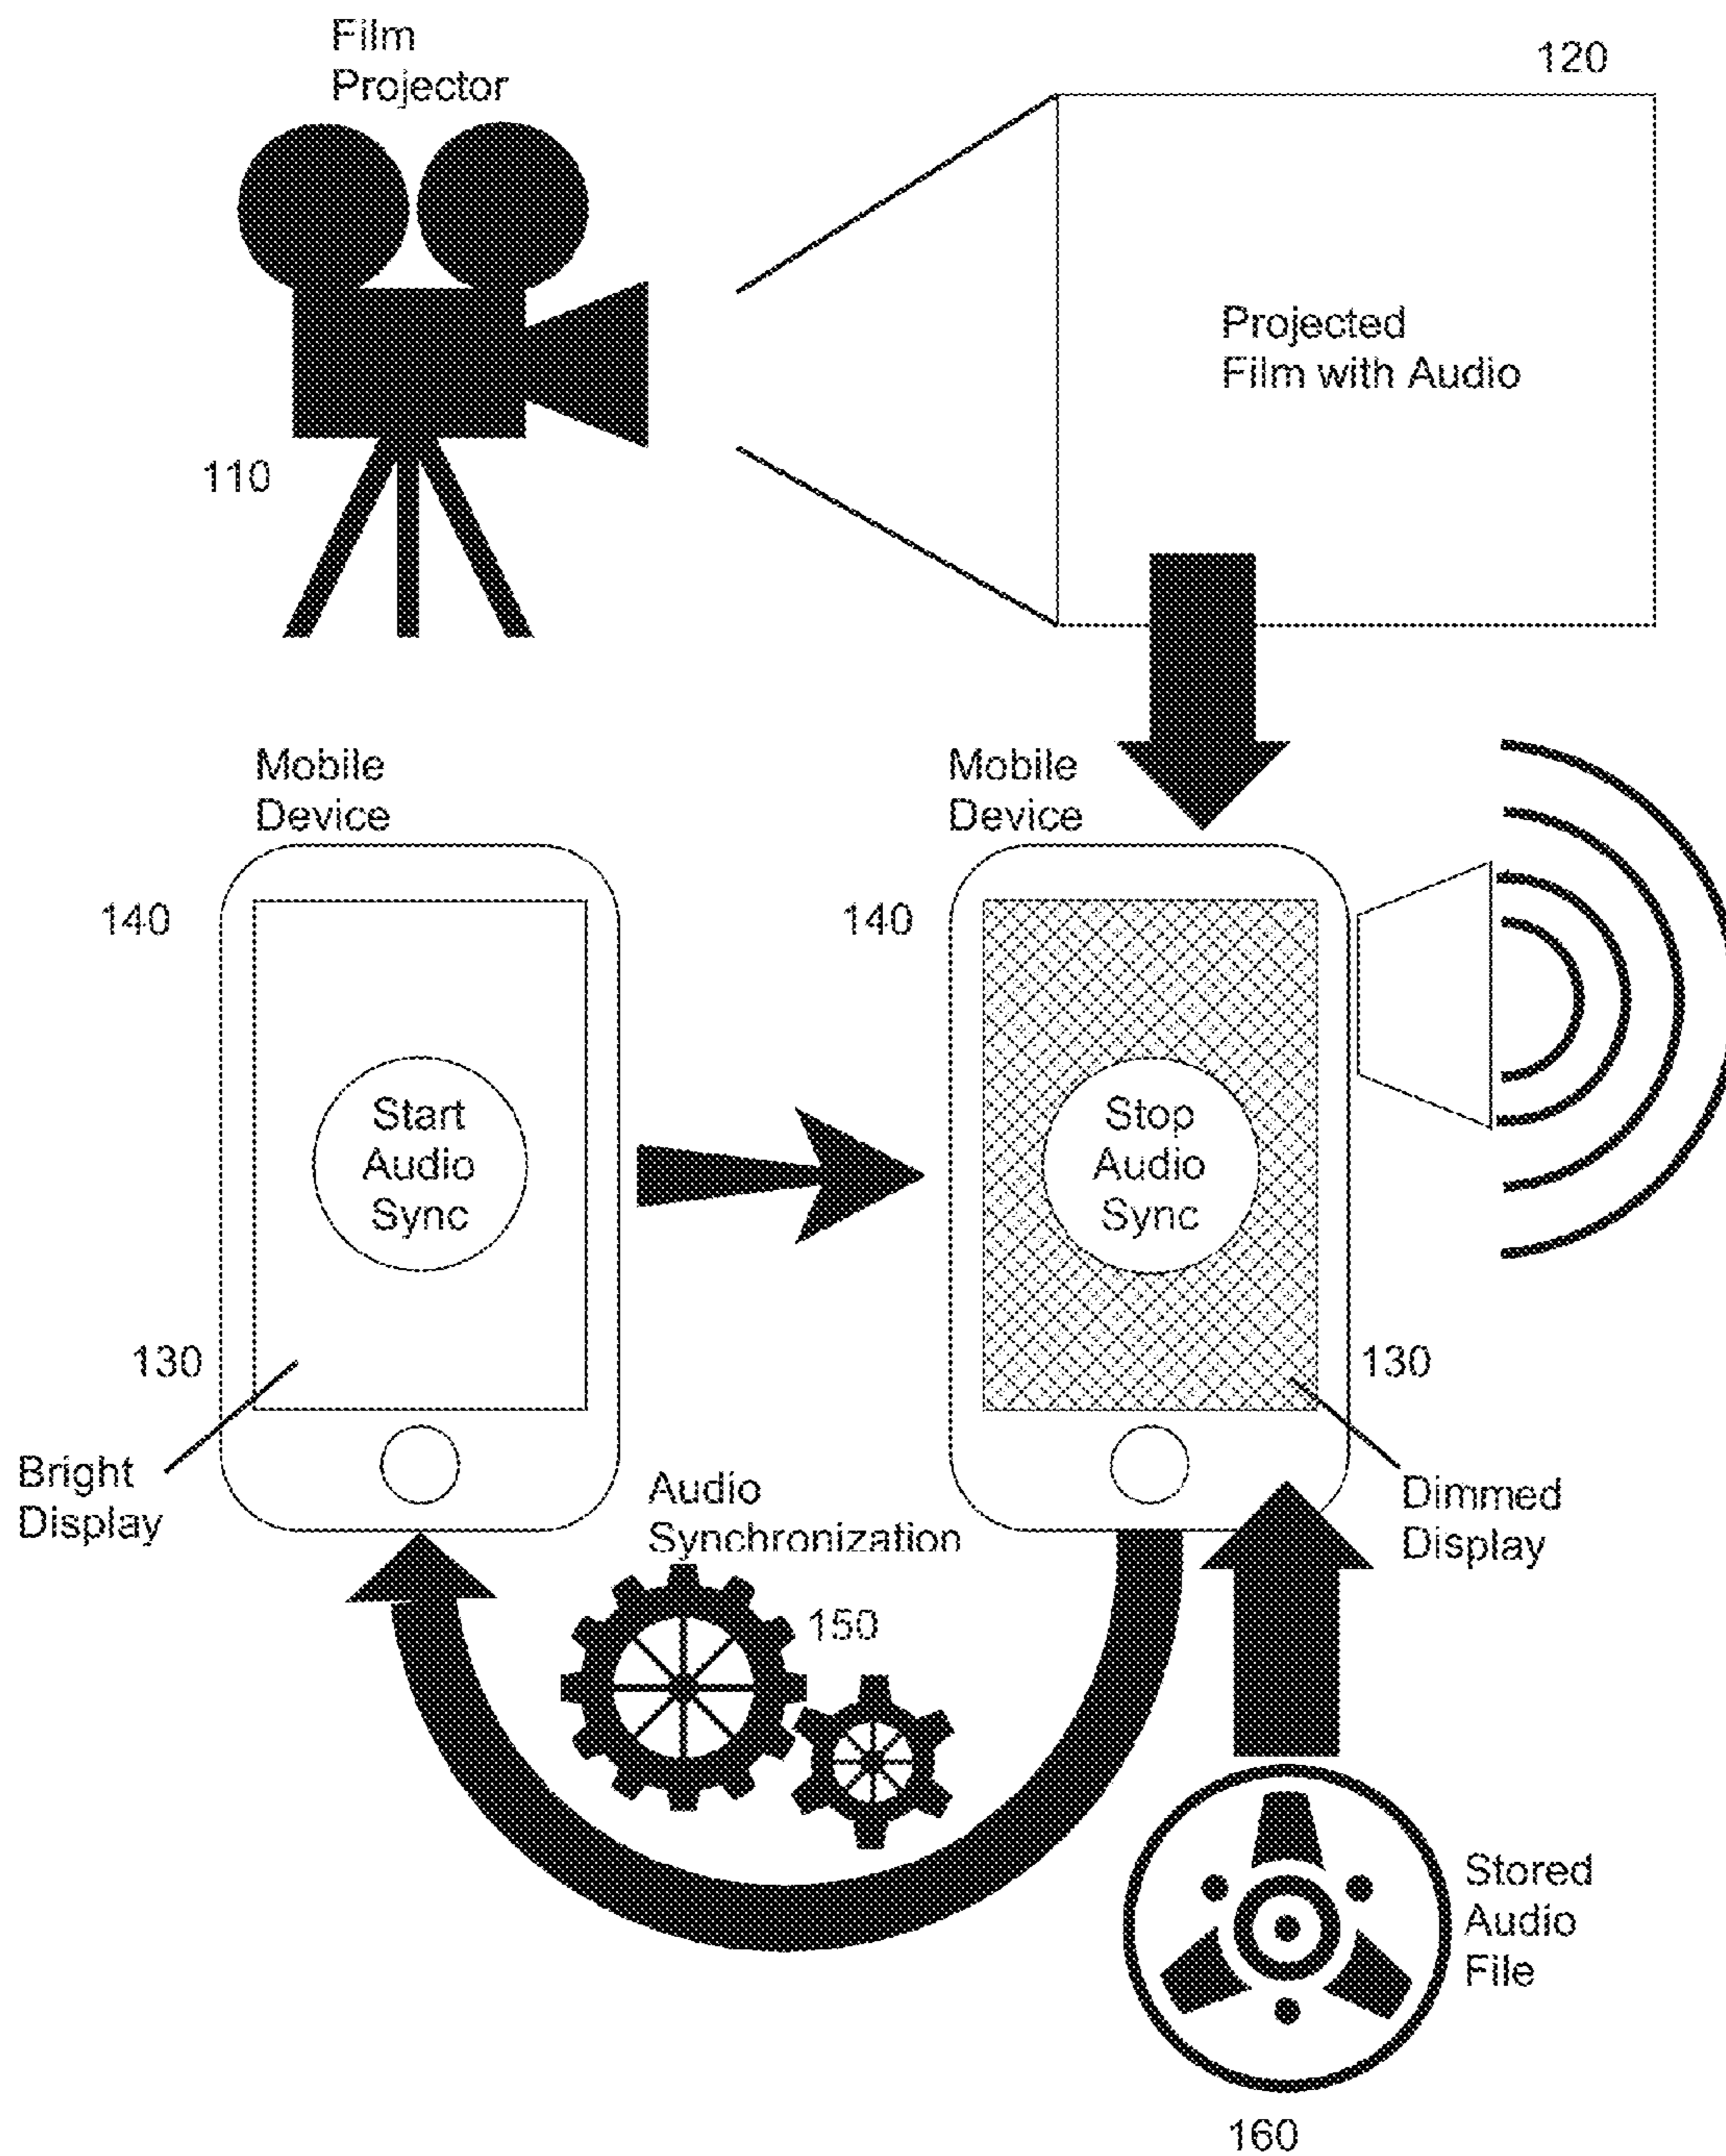 Film
Projector
120
Projected
Film with Audio
110
Mobile
Device
Mobile
Device
140
140
Start
Audio
Sync
Stop
Audio
Sync
130
130
Bright
Display
Audio
Synchronization
Dimmed
Display
150
Stored
Audio
File
160